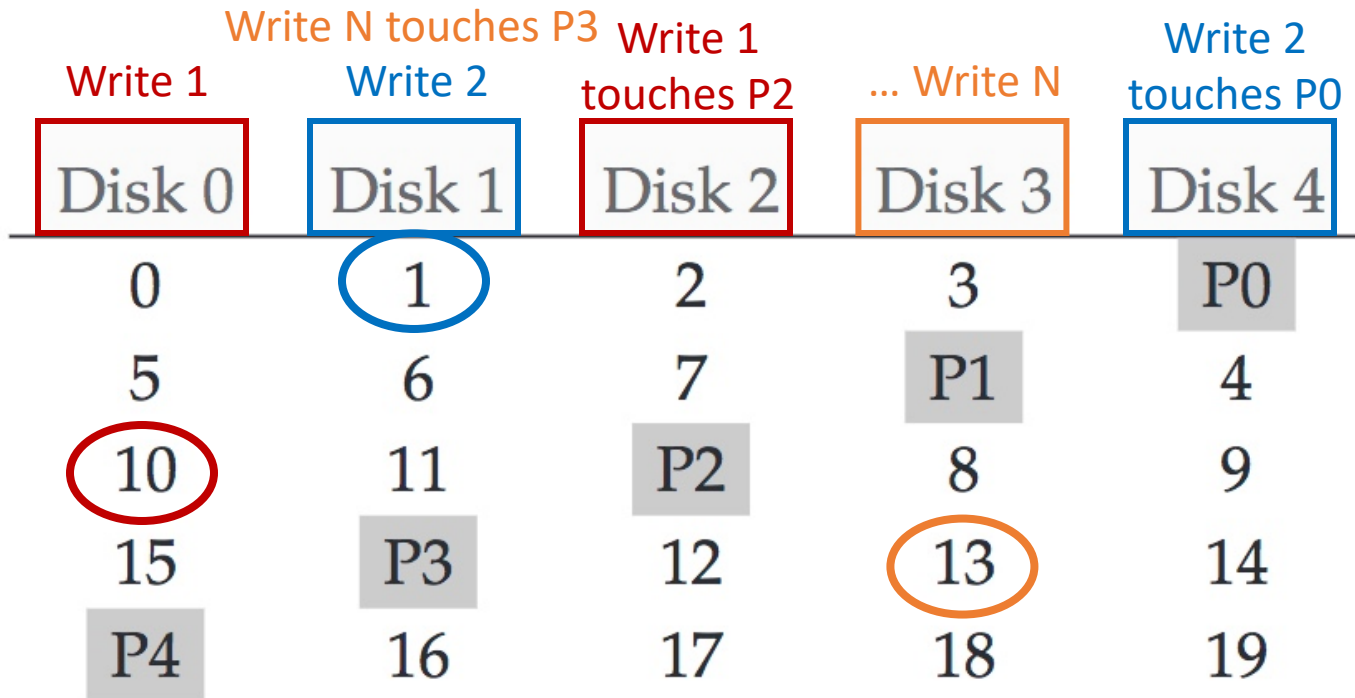 Write N touches P3
Write 1 Write 2 Write 1 touches P2 ... Write N Write 2 touches P0
Disk 0 Disk 1 Disk 2 Disk 3 Disk 4
0 1 2 3 P0
5 6 7 P1 4
10 11 P2 8 9
15 P3 12 13 14
P4 16 17 18 19